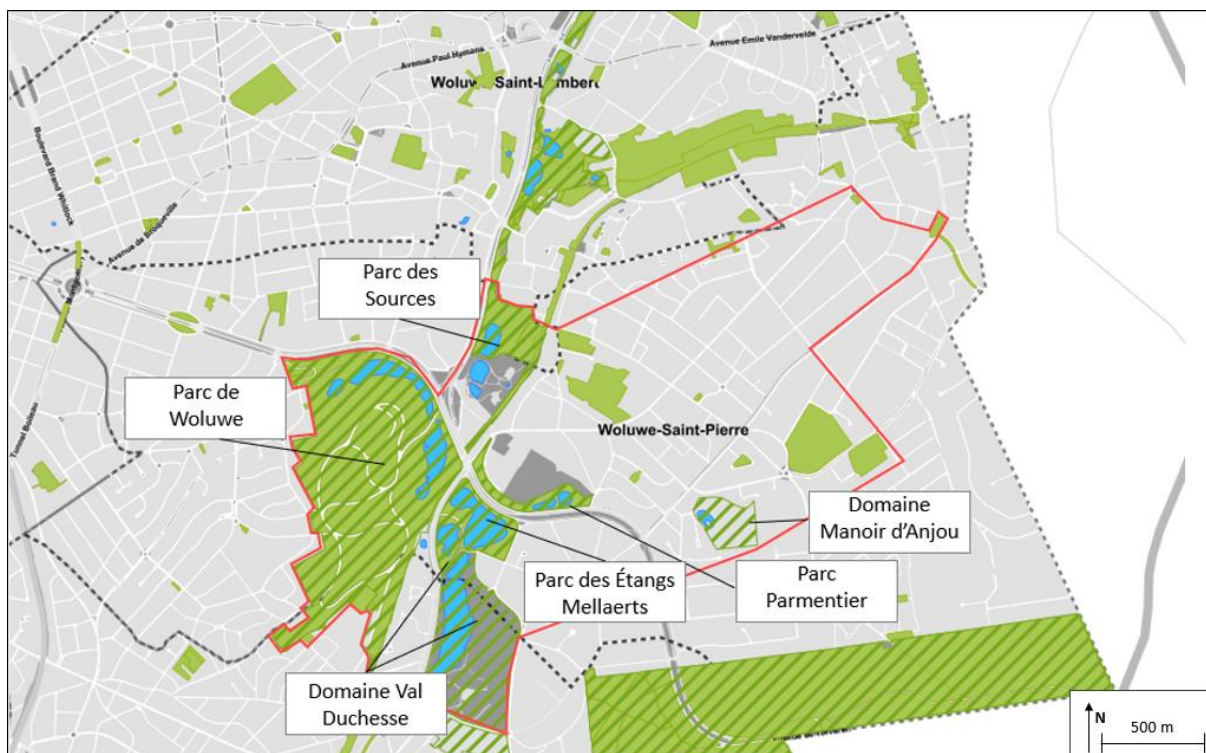 Avenue Paul Hymans
Avenue Emile Vandervelde
Woluwe-Saint-Lambert
Boulevard Brand Whitlock
Avenue de Broqueville
Parc des
Sources
Parc de
Woluwe
Tunnel Boileau
Woluwe-Saint-Pierre
Domaine
Manoir d'Anjou
Parc des Étangs
Mellaerts
Parc
Parmentier
Domaine Val
Duchesse
N
500 m